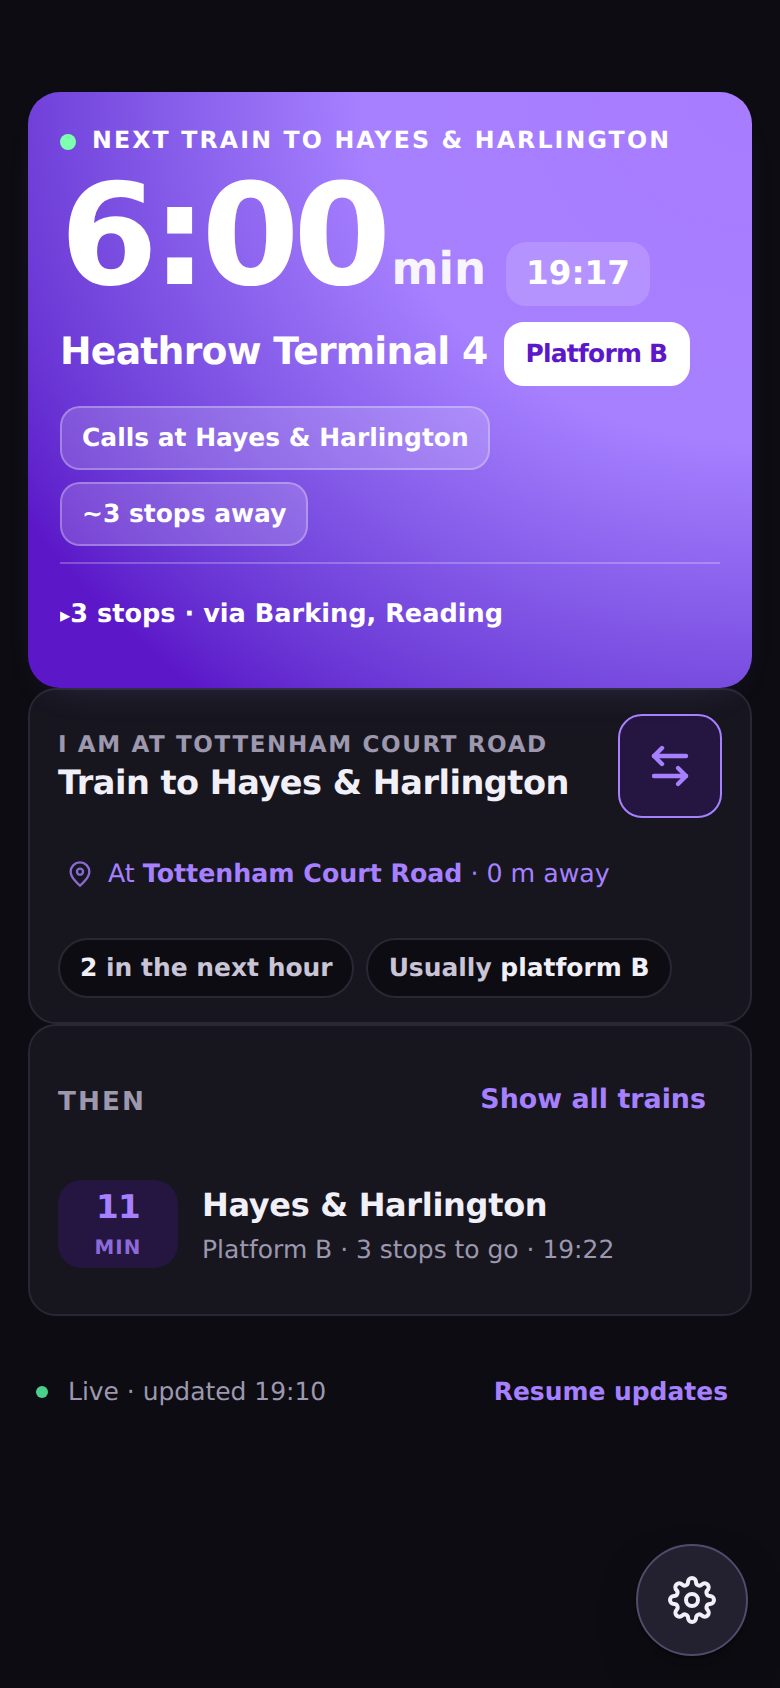 NEXT TRAIN TO HAYES & HARLINGTON
6:00 min 19:17
Heathrow Terminal 4 Platform B
Calls at Hayes & Harlington
~3 stops away
▸3 stops · via Barking, Reading
I AM AT TOTTENHAM COURT ROAD
Train to Hayes & Harlington
At Tottenham Court Road · 0 m away
2 in the next hour Usually platform B
THEN Show all trains
11 MIN
Hayes & Harlington
Platform B · 3 stops to go · 19:22
Live · updated 19:10 Resume updates